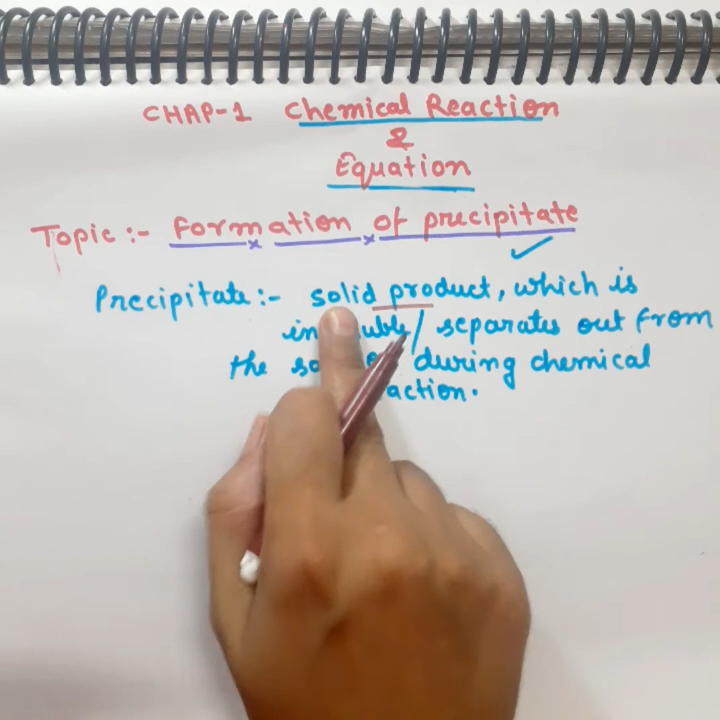 CHAP-1 Chemical Reaction
&
Equation
Topic :- Formation of precipitate
Precipitate:- solid product, which is
/ separates out from
the during chemical